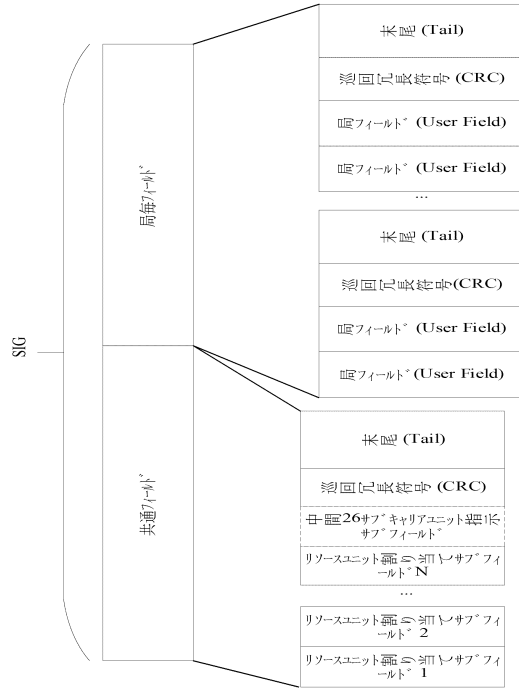 SIG
共通フィールド
局毎フィールド
リソースユニット割り当てサブフィ
ールド 1
リソースユニット割り当てサブフィ
ールド 2
…
リソースユニット割り当てサブフィ
ールド N
中間26サブキャリアユニット指示
サブフィールド
巡回冗長符号 (CRC)
末尾 (Tail)
局フィールド (User Field)
局フィールド (User Field)
巡回冗長符号(CRC)
末尾 (Tail)
…
局フィールド (User Field)
局フィールド (User Field)
巡回冗長符号 (CRC)
末尾 (Tail)